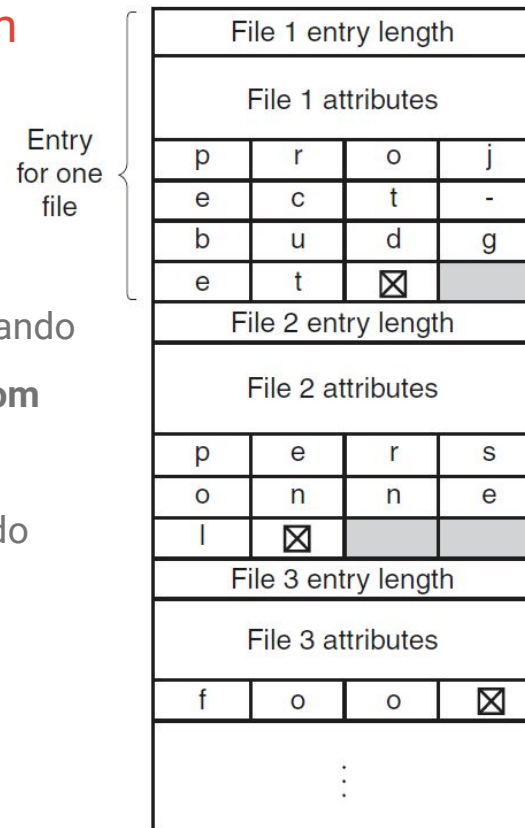 n
File 1 entry length
File 1 attributes
Entry
for one
file
p r o j
e c t -
b u d g
e t ☒
ando
File 2 entry length
om
File 2 attributes
p e r s
o n n e
do
l ☒
File 3 entry length
File 3 attributes
f o o ☒
⋮